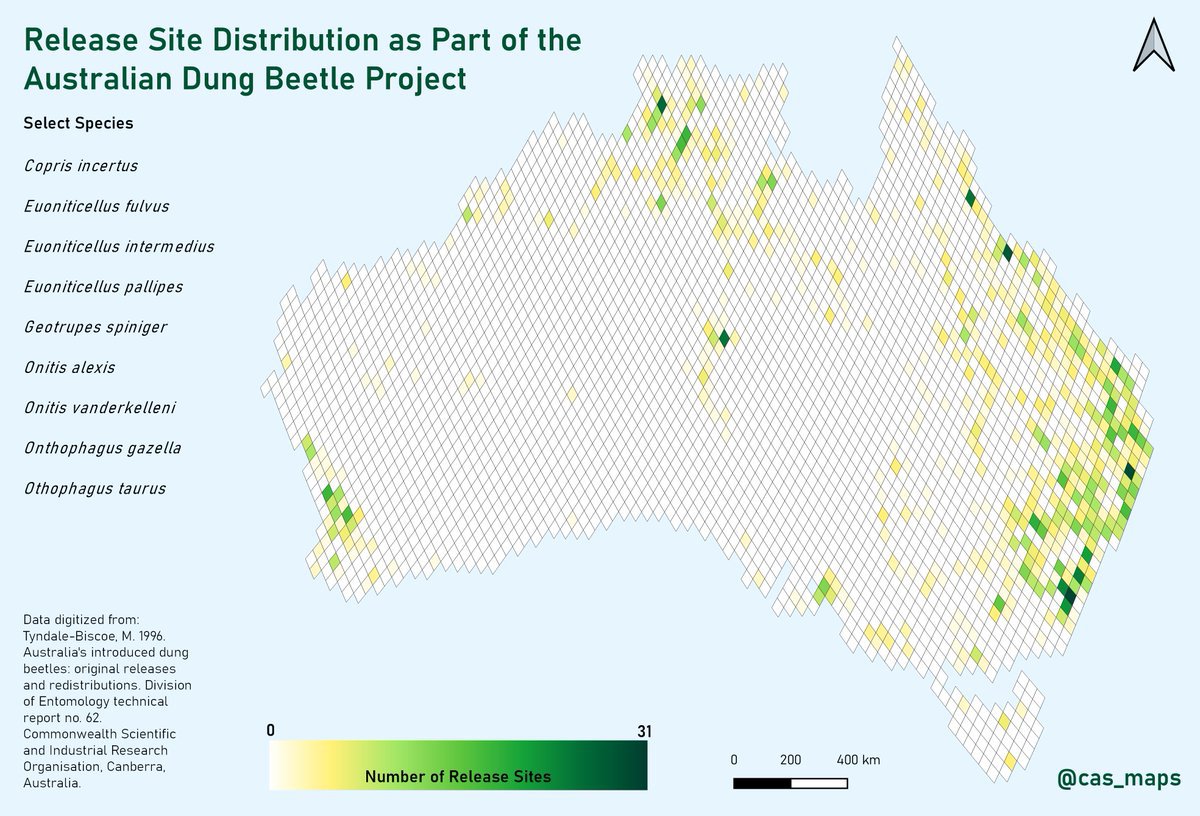 Release Site Distribution as Part of the
Australian Dung Beetle Project
Select Species
Copris incertus
Euoniticellus fulvus
Euoniticellus intermedius
Euoniticellus pallipes
Geotrupes spiniger
Onitis alexis
Onitis vanderkelleni
Onthophagus gazella
Othophagus taurus
Data digitized from:
Tyndale-Biscoe, M. 1996.
Australia's introduced dung
beetles: original releases
and redistributions. Division
of Entomology technical
report no. 62.
Commonwealth Scientific
and Industrial Research
Organisation, Canberra,
Australia.
0 31
Number of Release Sites
0 200 400 km
@cas_maps